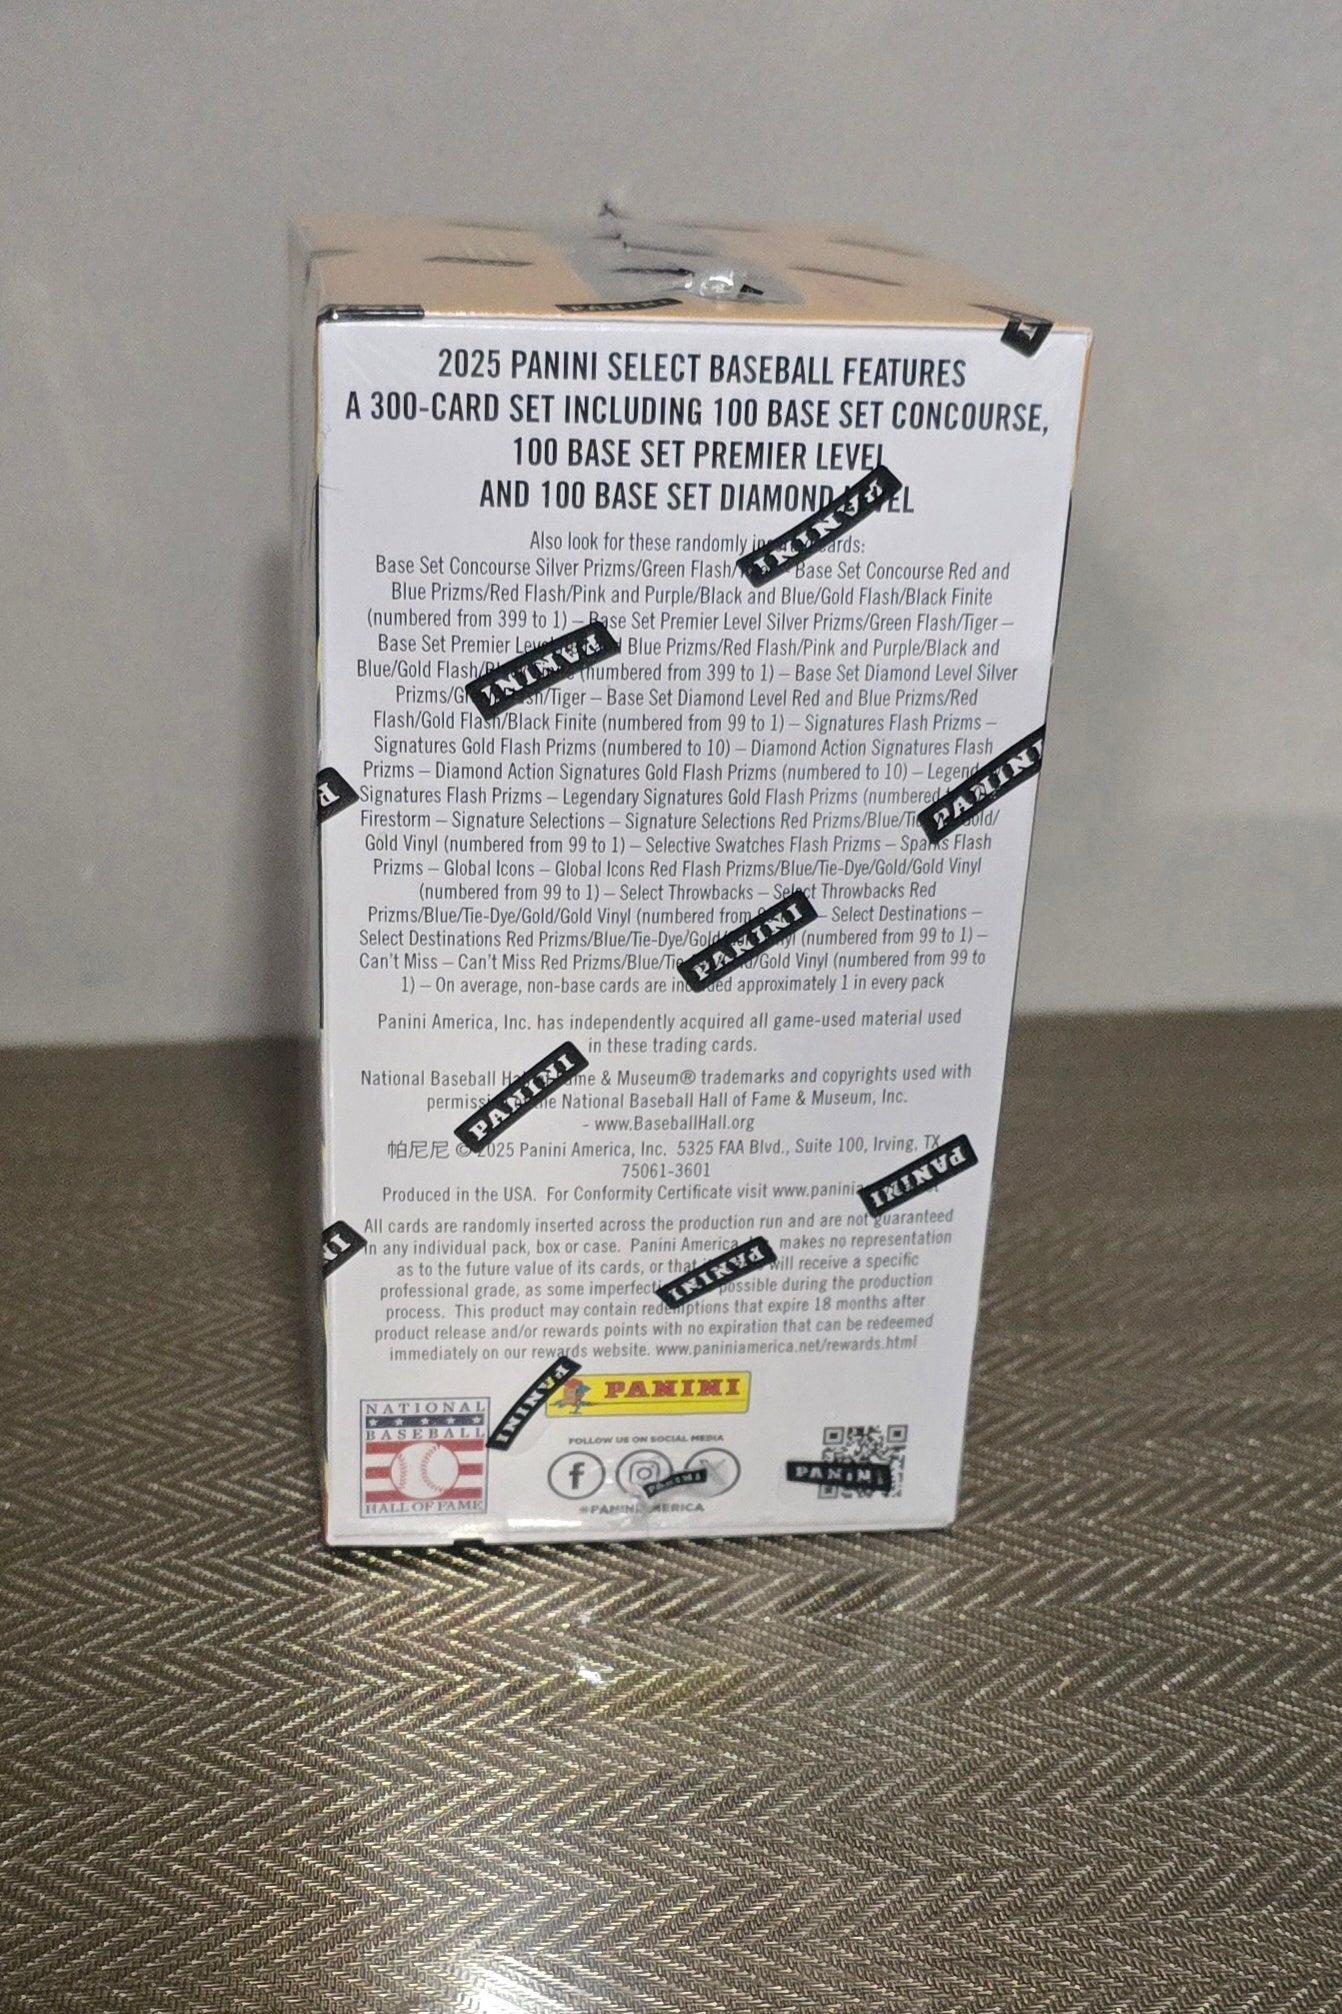 PANINI
2025 PANINI SELECT BASEBALL FEATURES
A 300-CARD SET INCLUDING 100 BASE SET CONCOURSE,
100 BASE SET PREMIER LEVEL
AND 100 BASE SET DIAMOND
PANINI
Also look for these randomly
Base Set Concourse Silver Prizms/Green Flash/ Base Set Concourse Red and
Blue Prizms/Red Flash/Pink and Purple/Black and Blue/Gold Flash/Black Finite
(numbered from 399 to 1) – Base Set Premier Level Silver Prizms/Green Flash/Tiger –
Base Set Premier Blue Prizms/Red Flash/Pink and Purple/Black and
PANINI
Blue/Gold (numbered from 399 to 1) – Base Set Diamond Level Silver
/Tiger – Base Set Diamond Level Red and Blue Prizms/Red
Flash/Gold Flash/Black Finite (numbered from 99 to 1) – Signatures Flash Prizms –
Signatures Gold Flash Prizms (numbered to 10) – Diamond Action Signatures Flash
Prizms – Diamond Action Signatures Gold Flash Prizms (numbered to 10) –
PANINI
Signatures Flash Prizms – Legendary Signatures Gold Flash Prizms (numbered
Firestorm – Signature Selections – Signature Selections Red Prizms/Blue/
Gold Vinyl (numbered from 99 to 1) – Selective Swatches Flash Prizms – Sparks Flash
Prizms – Global Icons – Global Icons Red Flash Prizms/Blue/Tie-Dye/Gold/Gold Vinyl
(numbered from 99 to 1) – Select Throwbacks – Select Throwbacks Red
Prizms/Blue/Tie-Dye/Gold/Gold Vinyl (numbered from – Select Destinations –
PANINI
Select Destinations Red Prizms/Blue/Tie-Dye/Gold (numbered from 99 to 1) –
Can't Miss – Can't Miss Red Prizms/Blue/ /Gold Vinyl (numbered from 99 to
1) – On average, non-base cards are approximately 1 in every pack
Panini America, Inc. has independently acquired all game-used material used
in these trading cards.
PANINI
National Baseball & Museum® trademarks and copyrights used with
National Baseball Hall of Fame & Museum, Inc.
- www.BaseballHall.org
帕尼尼 © 2025 Panini America, Inc. 5325 FAA Blvd., Suite 100, Irving, TX
75061-3601
PANINI
Produced in the USA. For Conformity Certificate visit
All cards are randomly inserted across the production run and are not guaranteed
in any individual pack, box or case. Panini America makes no representation
PANINI
as to the future value of its cards, or that will receive a specific
professional grade, as some possible during the production
process. This product may contain redemptions that expire 18 months after
product release and/or rewards points with no expiration that can be redeemed
immediately on our rewards website. www.paniniamerica.net/rewards.html
PANINI
PANINI
NATIONAL
BASEBALL
HALL OF FAME
FOLLOW US ON SOCIAL MEDIA
PANINI
PANINI